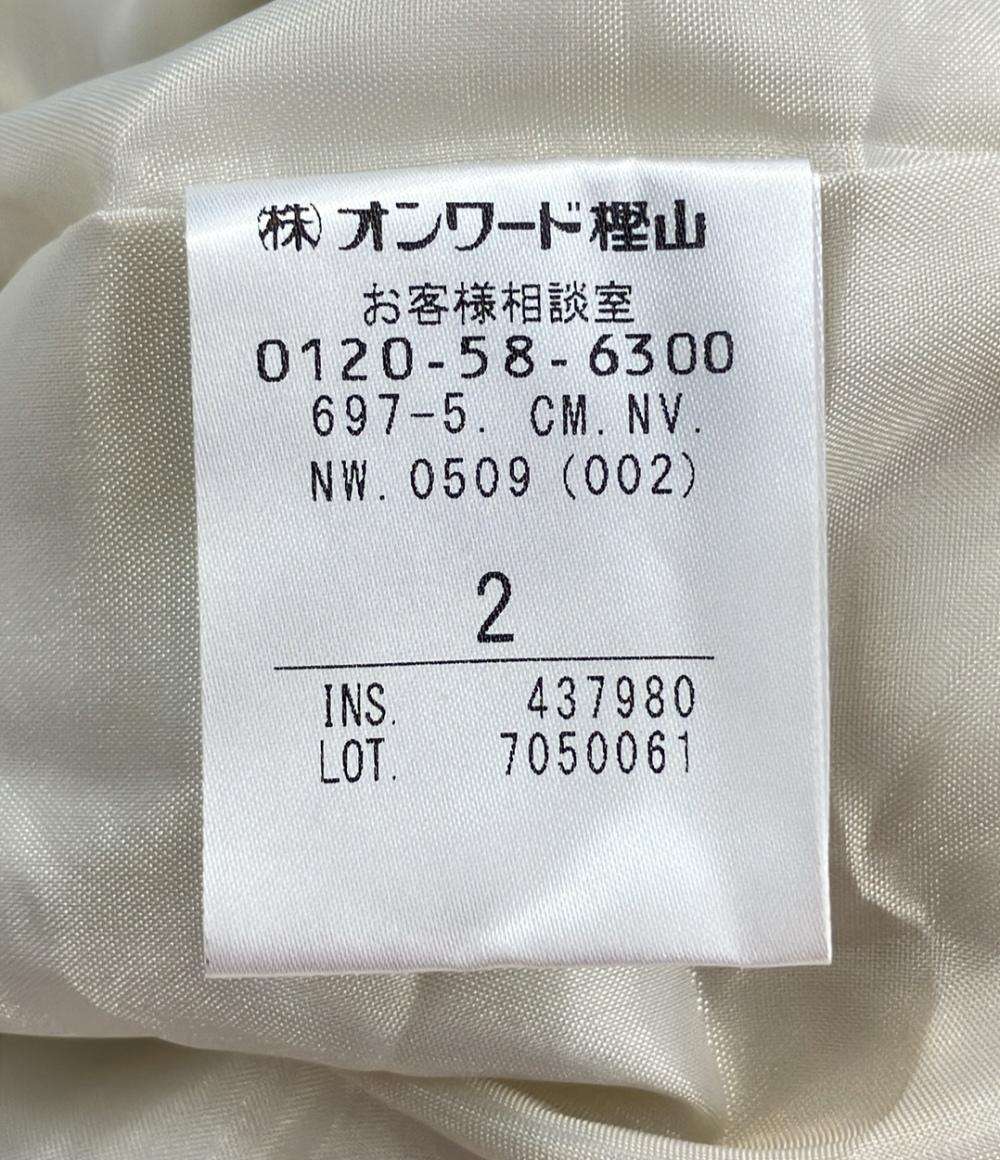 ㈱オンワード樫山
お客様相談室
0120-58-6300
697-5. CM. NV.
NW. 0509 (002)
2
INS. 437980
LOT. 7050061